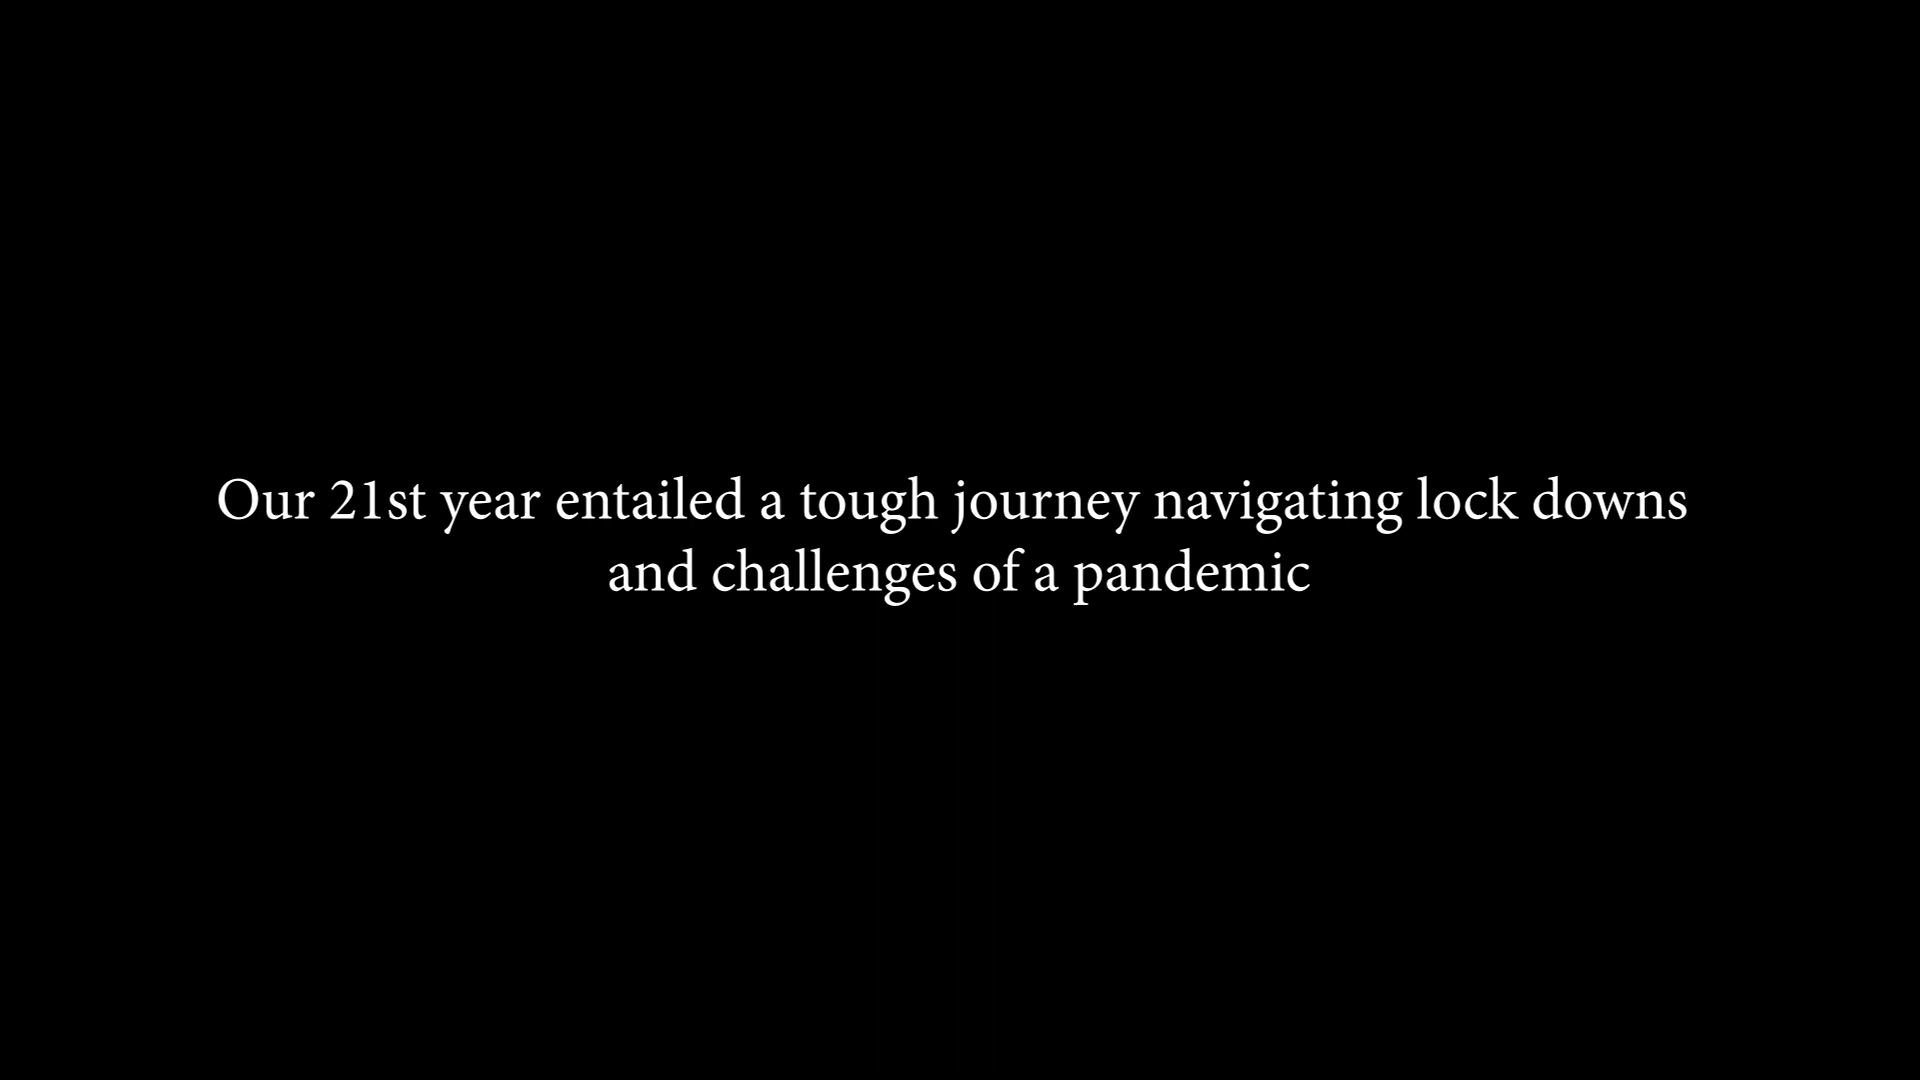 Our 21st year entailed a tough journey navigating lock downs
and challenges of a pandemic